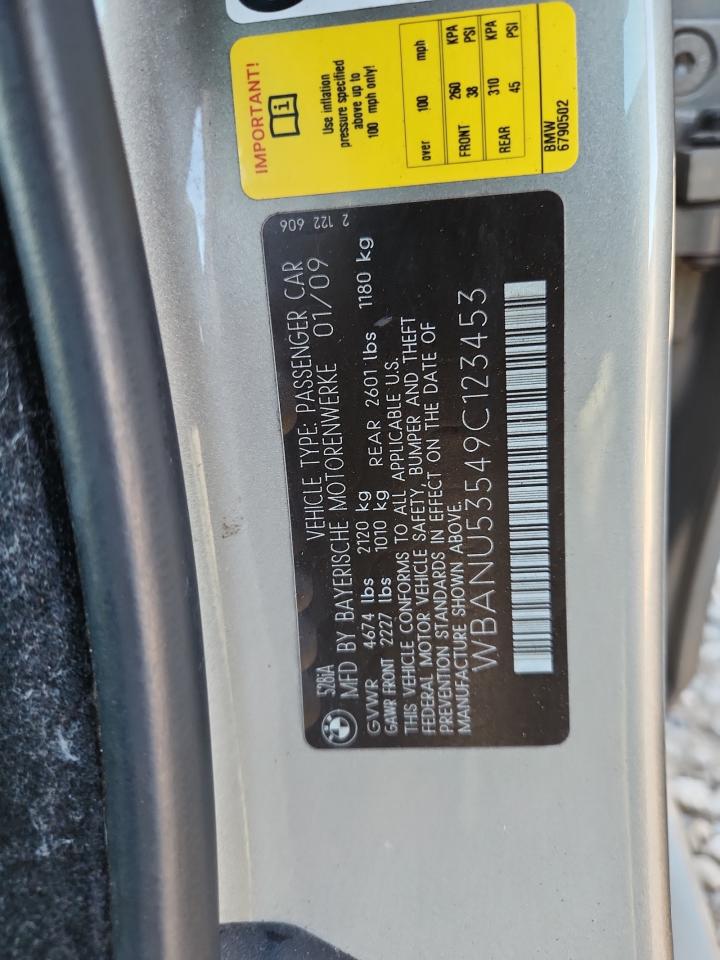 528iA VEHICLE TYPE: PASSENGER CAR 2 122 606
MFD BY BAYERISCHE MOTORENWERKE 01/09
GVWR 4674 lbs 2120 kg
GAWR FRONT 2227 lbs 1010 kg REAR 2601 lbs 1180 kg
THIS VEHICLE CONFORMS TO ALL APPLICABLE U.S.
FEDERAL MOTOR VEHICLE SAFETY, BUMPER AND THEFT
PREVENTION STANDARDS IN EFFECT ON THE DATE OF
MANUFACTURE SHOWN ABOVE.
WBANU53549C123453
IMPORTANT!
Use inflation
pressure specified
above up to
100 mph only!
over 100 mph
FRONT 260 KPA
38 PSI
REAR 310 KPA
45 PSI
BMW
6790502